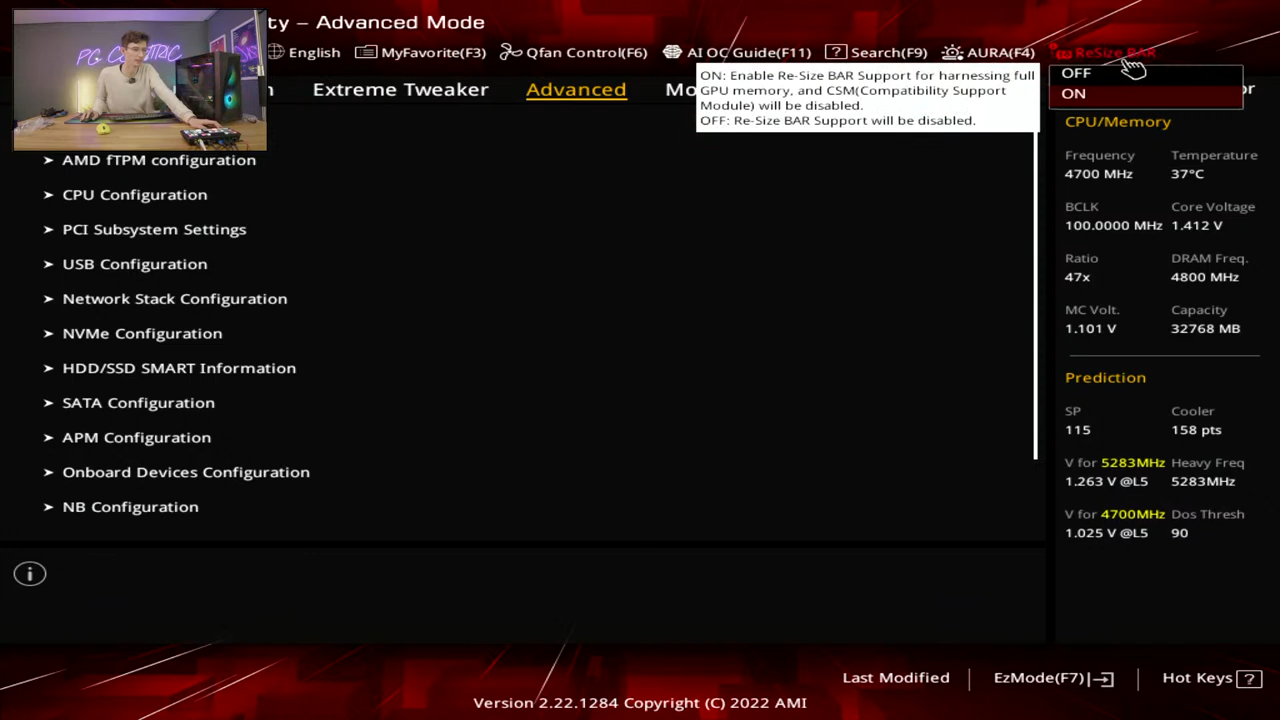 ty – Advanced Mode
English
MyFavorite(F3)
Qfan Control(F6)
AI OC Guide(F11)
Search(F9)
AURA(F4)
ReSize BAR
OFF
ON
ON: Enable Re-Size BAR Support for harnessing full
GPU memory, and CSM(Compatibility Support
Module) will be disabled.
OFF: Re-Size BAR Support will be disabled.
Extreme Tweaker
Advanced
AMD fTPM configuration
CPU Configuration
PCI Subsystem Settings
USB Configuration
Network Stack Configuration
NVMe Configuration
HDD/SSD SMART Information
SATA Configuration
APM Configuration
Onboard Devices Configuration
NB Configuration
CPU/Memory
Frequency Temperature
4700 MHz 37°C
BCLK Core Voltage
100.0000 MHz 1.412 V
Ratio DRAM Freq.
47x 4800 MHz
MC Volt. Capacity
1.101 V 32768 MB
Prediction
SP Cooler
115 158 pts
V for 5283MHz Heavy Freq
1.263 V @L5 5283MHz
V for 4700MHz Dos Thresh
1.025 V @L5 90
Last Modified
EzMode(F7)
Hot Keys ?
Version 2.22.1284 Copyright (C) 2022 AMI